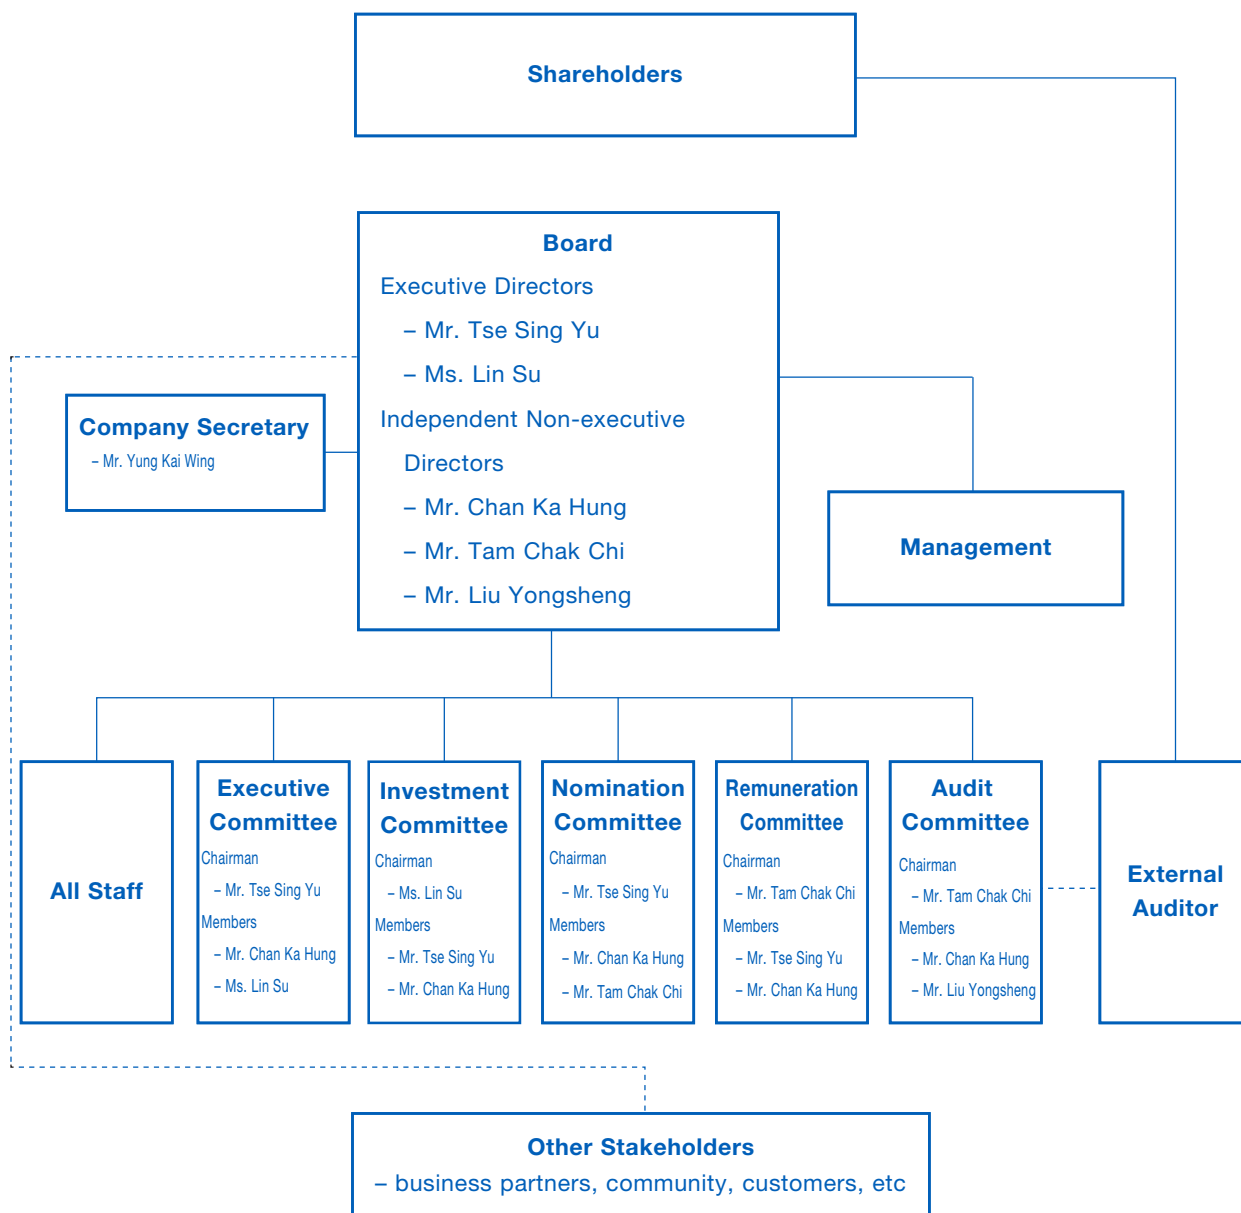 Shareholders
Board
Executive Directors
– Mr. Tse Sing Yu
– Ms. Lin Su
Independent Non-executive
Directors
– Mr. Chan Ka Hung
– Mr. Tam Chak Chi
– Mr. Liu Yongsheng
Company Secretary
– Mr. Yung Kai Wing
Management
All Staff
Executive
Committee
Chairman
– Mr. Tse Sing Yu
Members
– Mr. Chan Ka Hung
– Ms. Lin Su
Investment
Committee
Chairman
– Ms. Lin Su
Members
– Mr. Tse Sing Yu
– Mr. Chan Ka Hung
Nomination
Committee
Chairman
– Mr. Tse Sing Yu
Members
– Mr. Chan Ka Hung
– Mr. Tam Chak Chi
Remuneration
Committee
Chairman
– Mr. Tam Chak Chi
Members
– Mr. Tse Sing Yu
– Mr. Chan Ka Hung
Audit
Committee
Chairman
– Mr. Tam Chak Chi
Members
– Mr. Chan Ka Hung
– Mr. Liu Yongsheng
External
Auditor
Other Stakeholders
– business partners, community, customers, etc